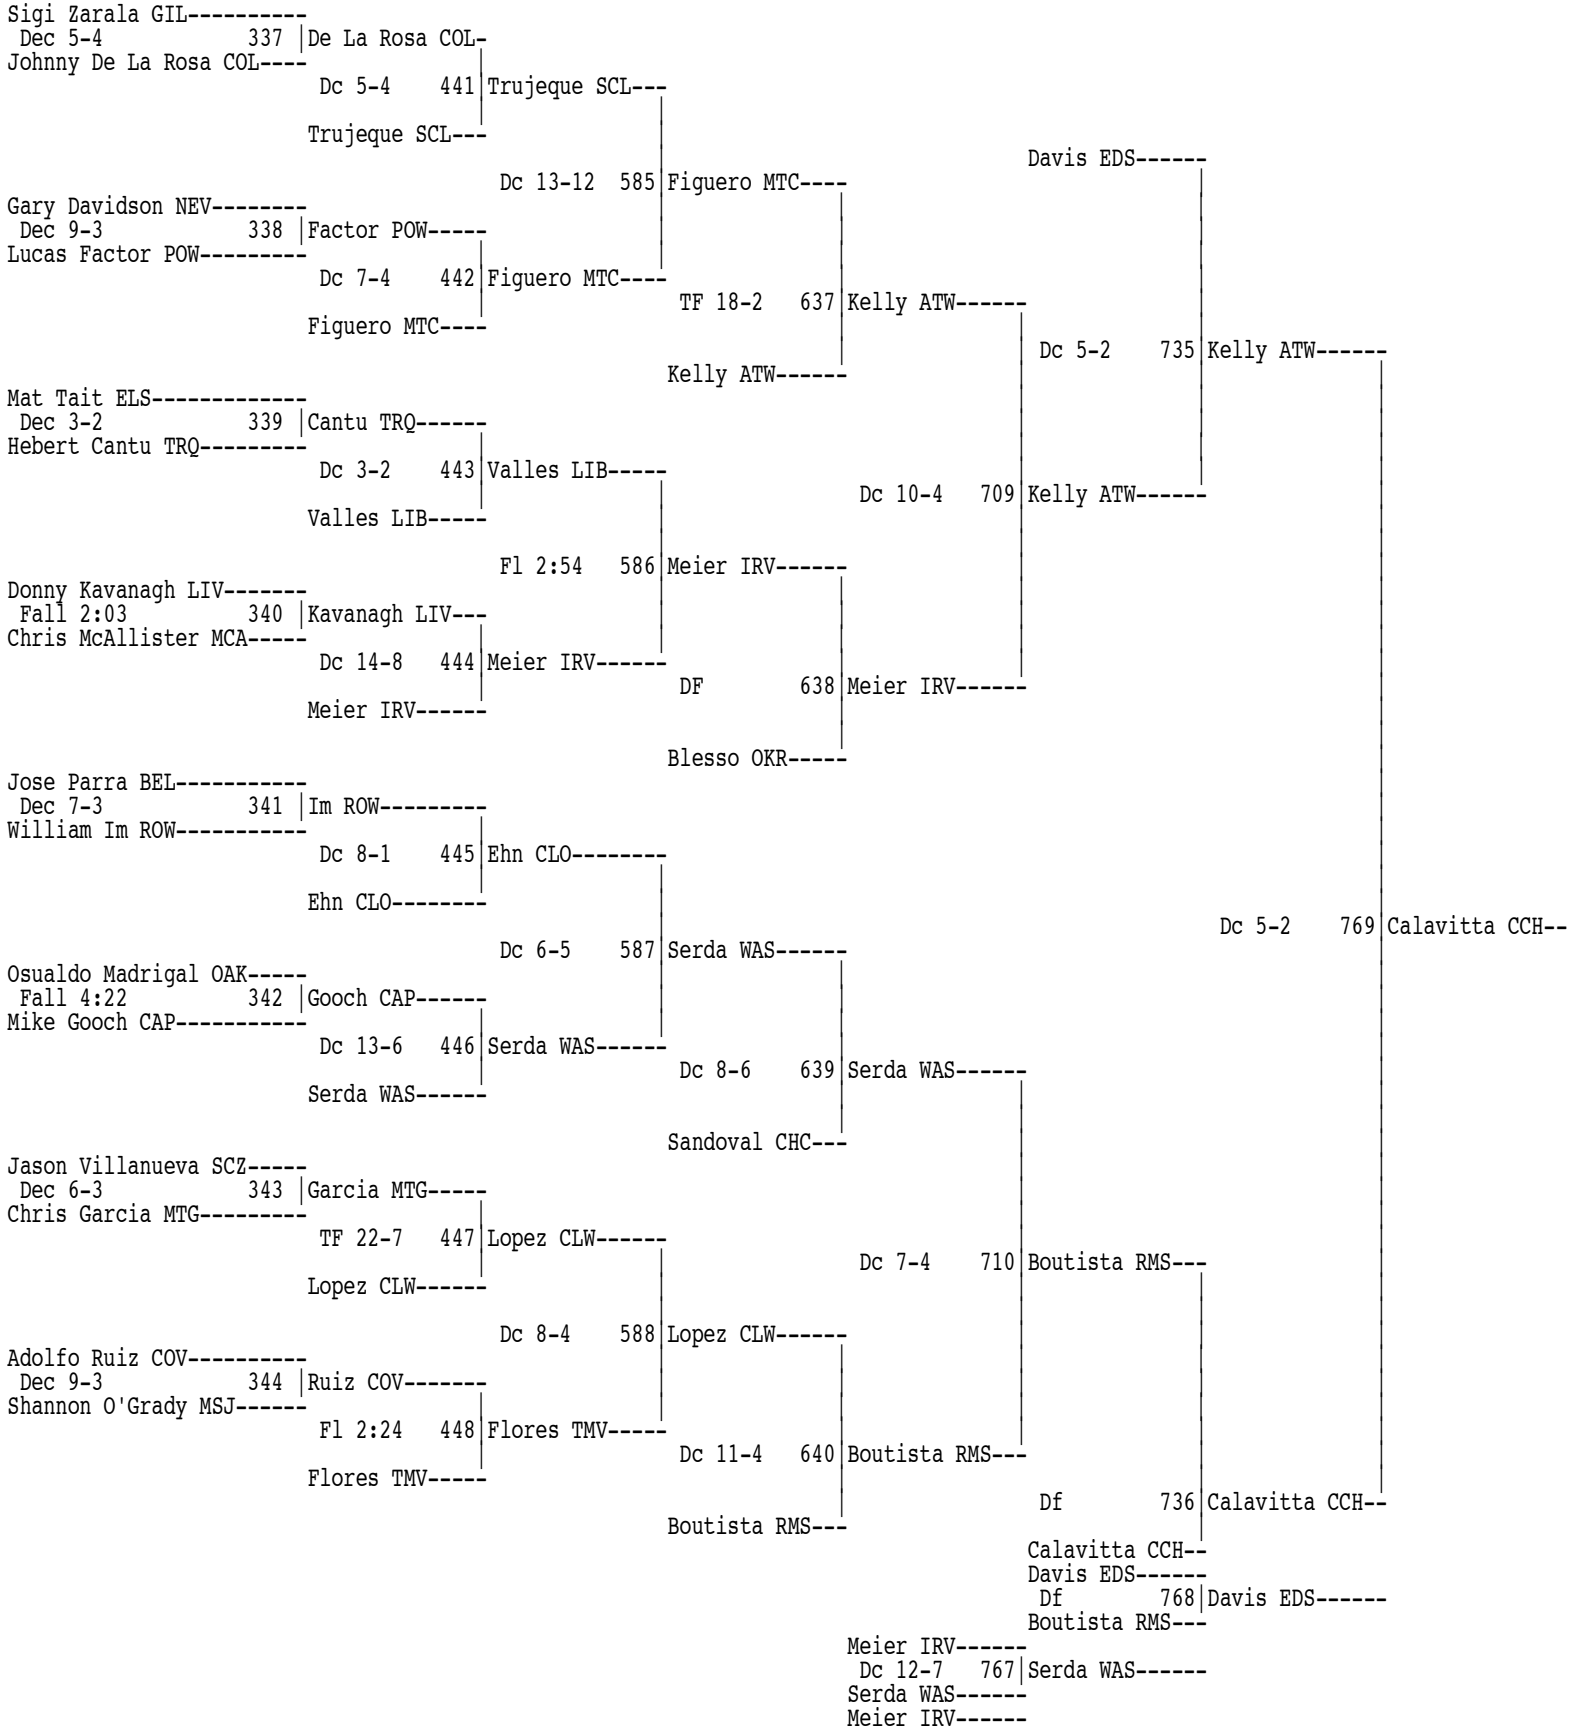 Sigi Zarala GIL----------
Dec 5-4 337 |De La Rosa COL-
Johnny De La Rosa COL----
Dc 5-4 441|Trujeque SCL---
Trujeque SCL---
Davis EDS------
Dc 13-12 585|Figuero MTC----
Gary Davidson NEV--------
Dec 9-3 338 |Factor POW-----
Lucas Factor POW---------
Dc 7-4 442|Figuero MTC----
TF 18-2 637|Kelly ATW------
Figuero MTC----
Dc 5-2 735|Kelly ATW------
Kelly ATW------
Mat Tait ELS-------------
Dec 3-2 339 |Cantu TRQ------
Hebert Cantu TRQ---------
Dc 3-2 443|Valles LIB-----
Dc 10-4 709|Kelly ATW------
Valles LIB-----
Fl 2:54 586|Meier IRV------
Donny Kavanagh LIV-------
Fall 2:03 340 |Kavanagh LIV---
Chris McAllister MCA-----
Dc 14-8 444|Meier IRV------
DF 638|Meier IRV------
Meier IRV------
Blesso OKR-----
Jose Parra BEL-----------
Dec 7-3 341 |Im ROW---------
William Im ROW-----------
Dc 8-1 445|Ehn CLO--------
Ehn CLO--------
Dc 5-2 769|Calavitta CCH--
Dc 6-5 587|Serda WAS------
Osualdo Madrigal OAK-----
Fall 4:22 342 |Gooch CAP------
Mike Gooch CAP-----------
Dc 13-6 446|Serda WAS------
Dc 8-6 639|Serda WAS------
Serda WAS------
Sandoval CHC---
Jason Villanueva SCZ-----
Dec 6-3 343 |Garcia MTG-----
Chris Garcia MTG---------
TF 22-7 447|Lopez CLW------
Dc 7-4 710|Boutista RMS---
Lopez CLW------
Dc 8-4 588|Lopez CLW------
Adolfo Ruiz COV----------
Dec 9-3 344 |Ruiz COV-------
Shannon O'Grady MSJ------
Fl 2:24 448|Flores TMV-----
Dc 11-4 640|Boutista RMS---
Flores TMV-----
Df 736|Calavitta CCH--
Boutista RMS---
Calavitta CCH--
Davis EDS------
Df 768|Davis EDS------
Boutista RMS---
Meier IRV------
Dc 12-7 767|Serda WAS------
Serda WAS------
Meier IRV------